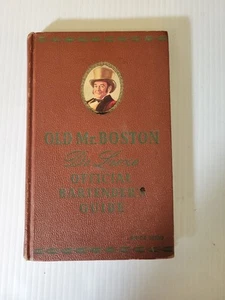 OLD MR BOSTON
De Luxe
OFFICIAL
BARTENDER'S
GUIDE